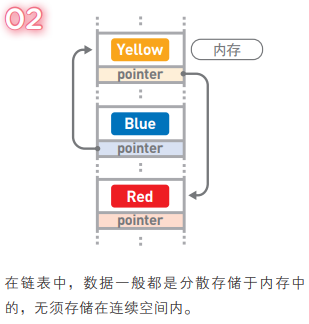 02
Yellow
内存
pointer
Blue
pointer
Red
pointer
在链表中，数据一般都是分散存储于内存中
的，无须存储在连续空间内。